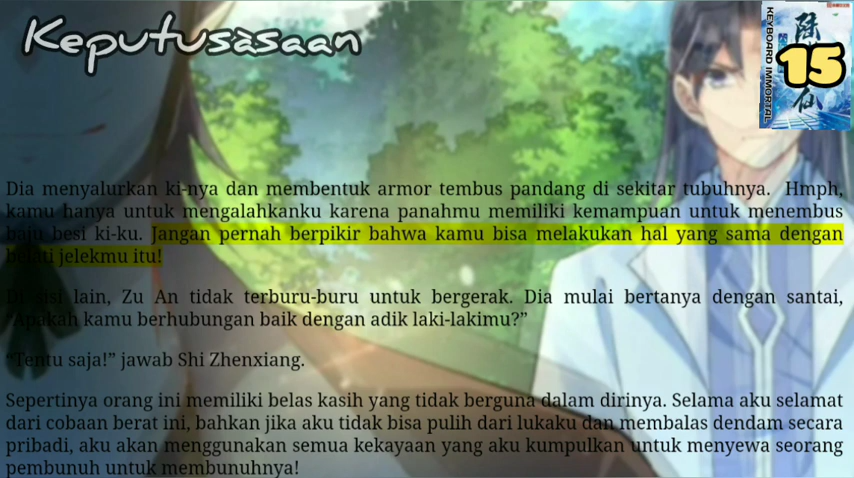 Keputusàsaan
KEYBOARD IMMORTAL
15
Dia menyalurkan ki-nya dan membentuk armor tembus pandang di sekitar tubuhnya. Hmph,
kamu hanya untuk mengalahkanku karena panahmu memiliki kemampuan untuk menembus
baju besi ki-ku. Jangan pernah berpikir bahwa kamu bisa melakukan hal yang sama dengan
belati jelekmu itu!
Di sisi lain, Zu An tidak terburu-buru untuk bergerak. Dia mulai bertanya dengan santai,
“Apakah kamu berhubungan baik dengan adik laki-lakimu?”
“Tentu saja!” jawab Shi Zhenxiang.
Sepertinya orang ini memiliki belas kasih yang tidak berguna dalam dirinya. Selama aku selamat
dari cobaan berat ini, bahkan jika aku tidak bisa pulih dari lukaku dan membalas dendam secara
pribadi, aku akan menggunakan semua kekayaan yang aku kumpulkan untuk menyewa seorang
pembunuh untuk membunuhnya!